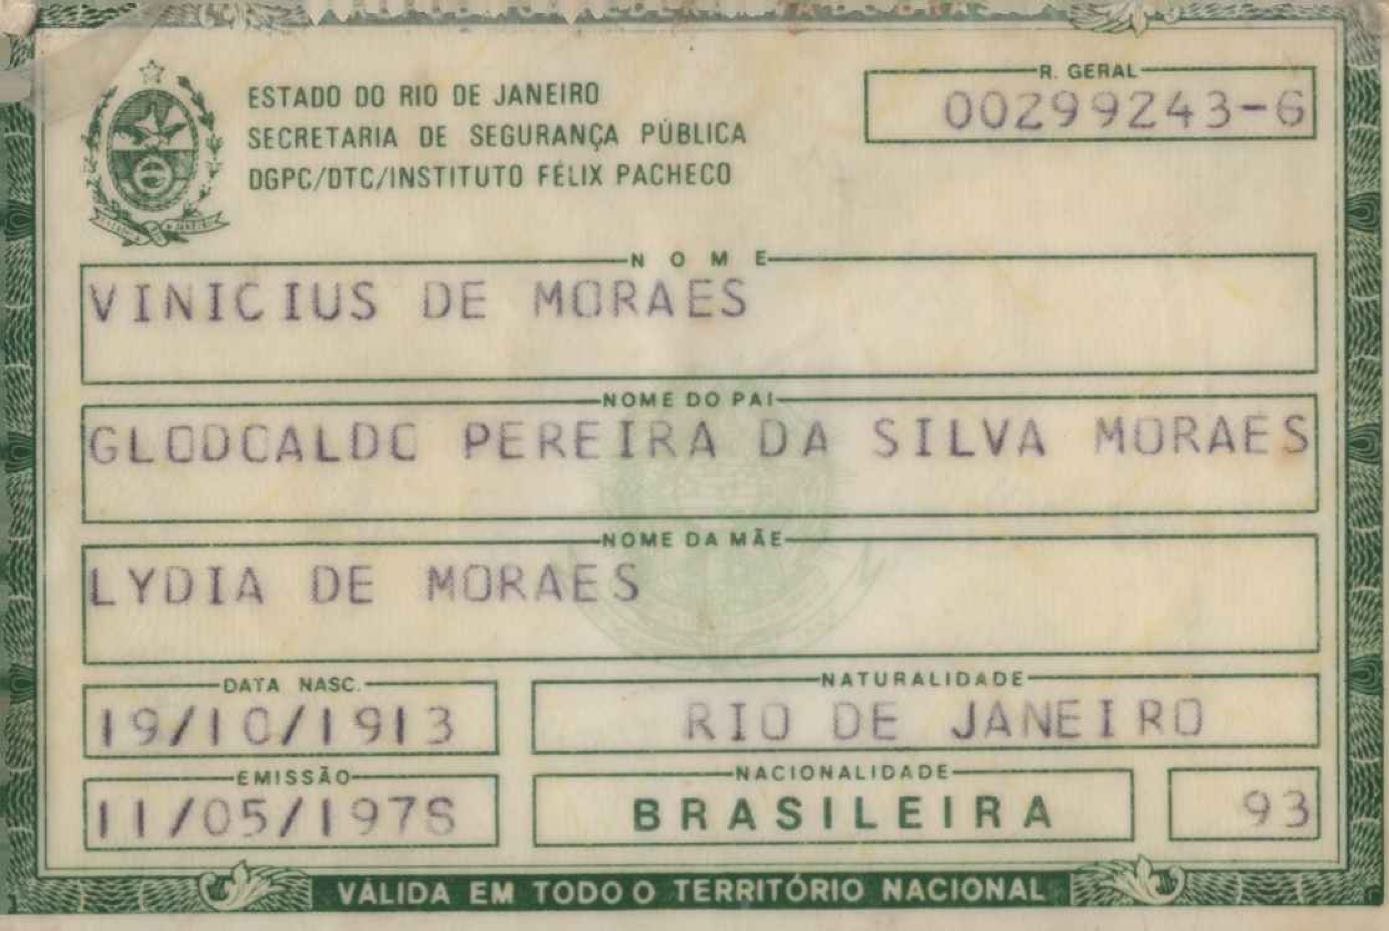 ESTADO DO RIO DE JANEIRO
SECRETARIA DE SEGURANÇA PÚBLICA
DGPC/DTC/INSTITUTO FÉLIX PACHECO
R. GERAL
00299243-6
NOME
VINICIUS DE MORAES
NOME DO PAI
CLODOALDO PEREIRA DA SILVA MORAES
NOME DA MÃE
LYDIA DE MORAES
DATA NASC.
19/10/1913
NATURALIDADE
RIO DE JANEIRO
EMISSÃO
11/05/1978
NACIONALIDADE
BRASILEIRA
93
VÁLIDA EM TODO O TERRITÓRIO NACIONAL